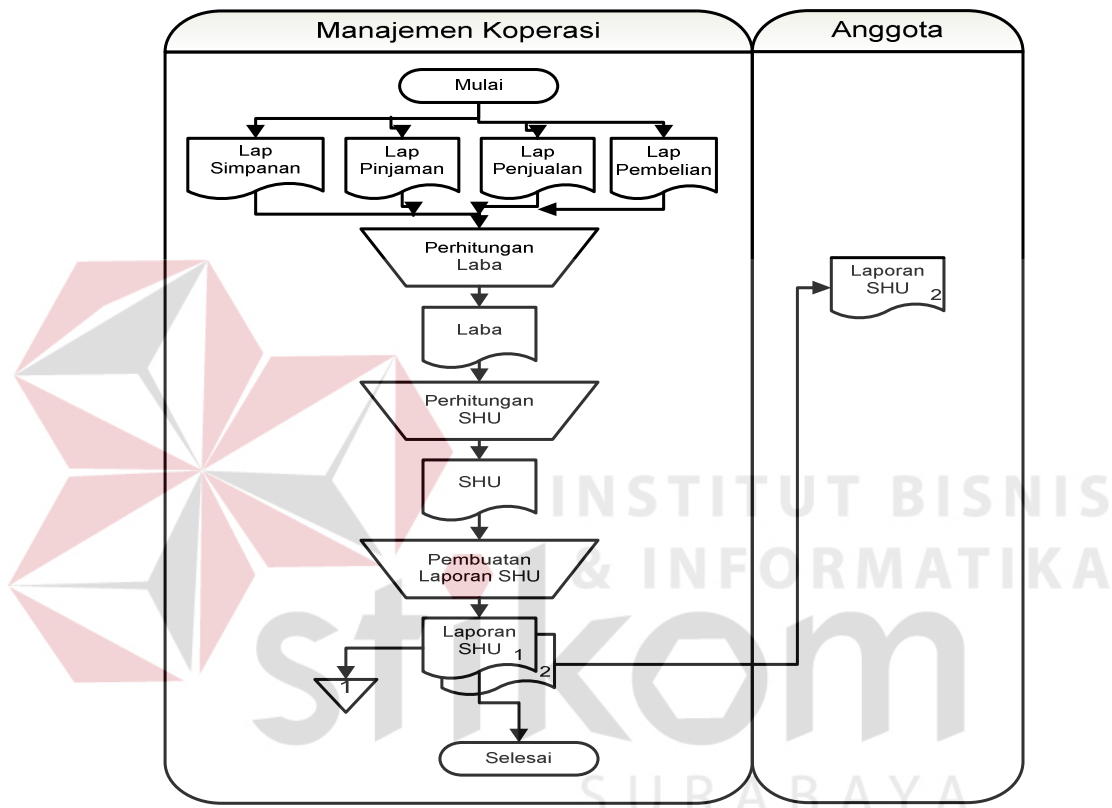 Manajemen Koperasi
Anggota
Mulai
Lap
Simpanan
Lap
Pinjaman
Lap
Penjualan
Lap
Pembelian
Perhitungan
Laba
Laporan
SHU
2
Laba
Perhitungan
SHU
SHU
Pembuatan
Laporan SHU
Laporan
SHU
1
2
1
Selesai
INSTITUT BISNIS
& INFORMATIKA
stikom
SURABAYA